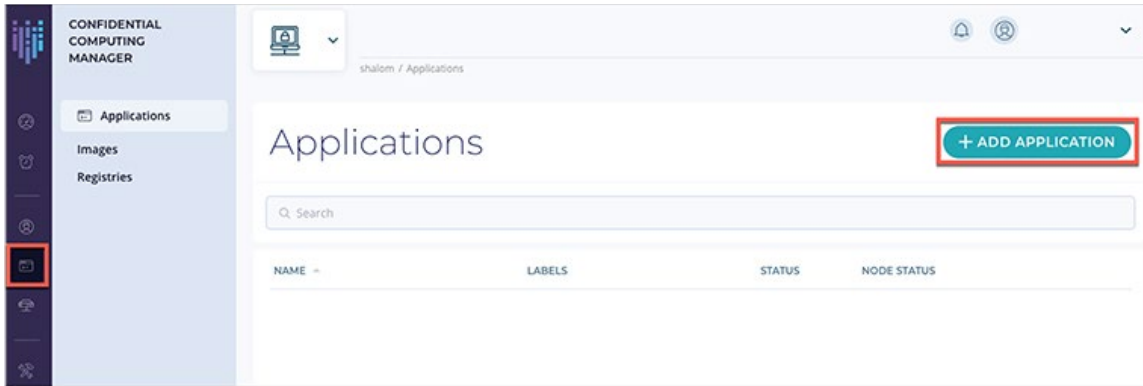 CONFIDENTIAL
COMPUTING
MANAGER
shalom / Applications
Applications
Images
Registries
Applications
+ ADD APPLICATION
Search
NAME
LABELS
STATUS
NODE STATUS